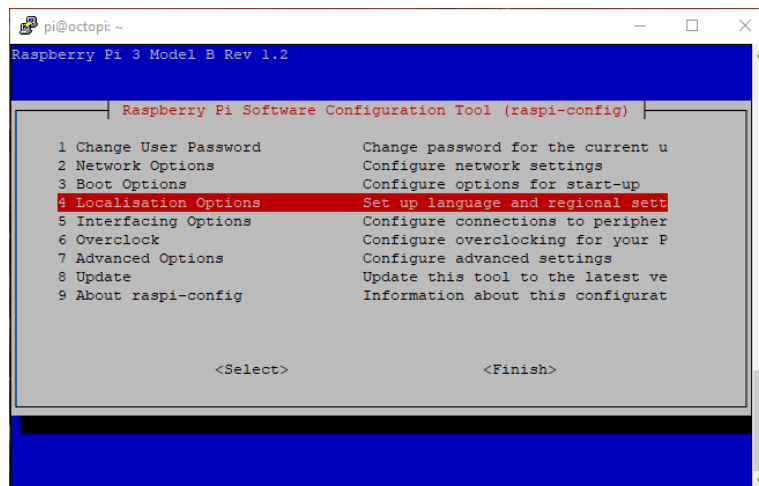 pi@octopi: ~
Raspberry Pi 3 Model B Rev 1.2
Raspberry Pi Software Configuration Tool (raspi-config)
1 Change User Password Change password for the current u
2 Network Options Configure network settings
3 Boot Options Configure options for start-up
4 Localisation Options Set up language and regional sett
5 Interfacing Options Configure connections to peripher
6 Overclock Configure overclocking for your P
7 Advanced Options Configure advanced settings
8 Update Update this tool to the latest ve
9 About raspi-config Information about this configurat
<Select> <Finish>